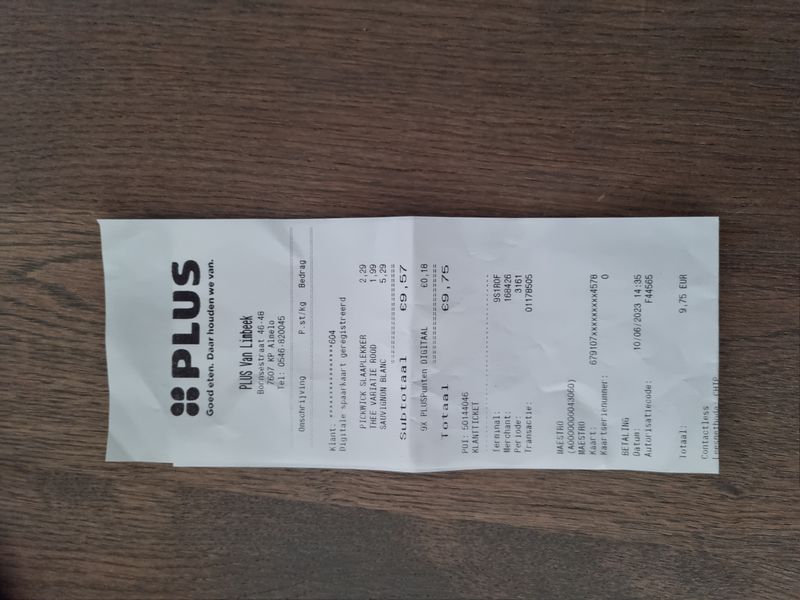 PLUS
Goed eten. Daar houden we van.
PLUS Van Limbeek
Bornsestraat 46-48
7607 KP Almelo
Tel: 0546-820045
Omschrijving P.st/kg Bedrag
Klant: ****************604
Digitale spaarkaart geregistreerd
PICKWICK SLAAPLEKKER 2,29
THEE VARIATIE ROOD 1,99
SAUVIGNON BLANC 5,29
Subtotaal €9,57
9X PLUSPunten DIGITAAL €0,18
Totaal €9,75
POI: 50144046
KLANTTICKET
Terminal: 9S1RDF
Merchant: 168426
Periode: 3161
Transactie: 01178505
MAESTRO
(A0000000043060)
MAESTRO
Kaart: 679107xxxxxxxxx4578
Kaartserienummer: 0
BETALING
Datum: 10/06/2023 14:35
Autorisatiecode: F44565
Totaal: 9,75 EUR
Contactless
Leesmethode: CHIP